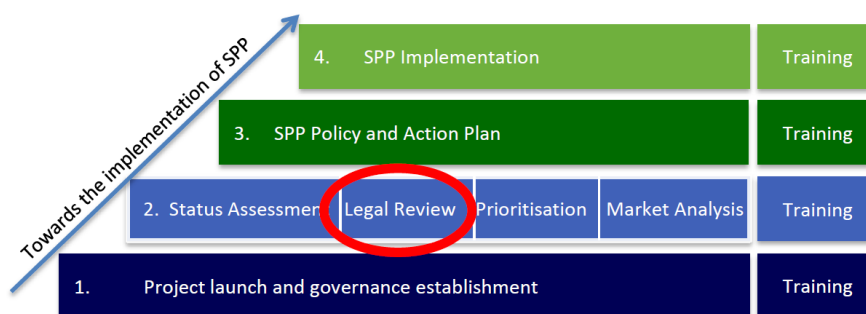 Towards the implementation of SPP
4. SPP Implementation Training
3. SPP Policy and Action Plan Training
2. Status Assessment Legal Review Prioritisation Market Analysis Training
1. Project launch and governance establishment Training